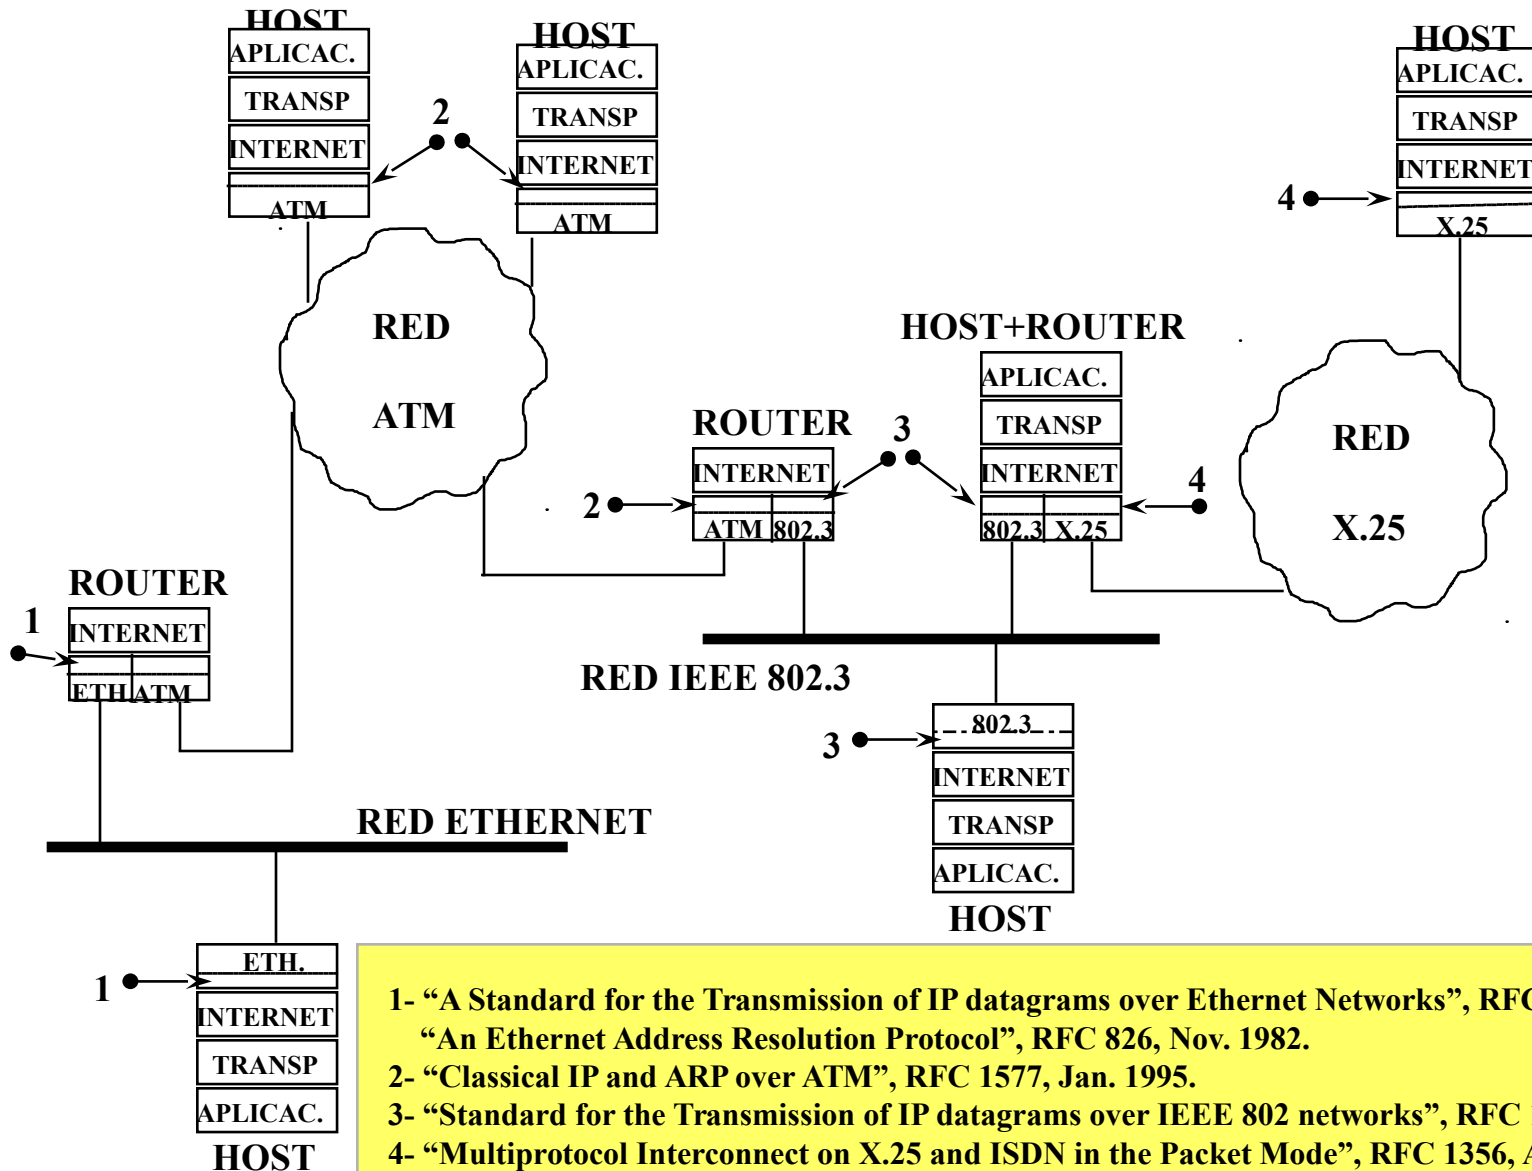 HOST
APLICAC.
TRANSP
INTERNET
ATM
2
HOST
APLICAC.
TRANSP
INTERNET
ATM
HOST
APLICAC.
TRANSP
INTERNET
X.25
4
RED
ATM
HOST+ROUTER
APLICAC.
TRANSP
INTERNET
802.3 X.25
4
ROUTER
INTERNET
ATM 802.3
2
3
RED
X.25
ROUTER
INTERNET
ETH. ATM
1
RED IEEE 802.3
802.3
INTERNET
TRANSP
APLICAC.
HOST
3
RED ETHERNET
ETH.
INTERNET
TRANSP
APLICAC.
HOST
1
1- “A Standard for the Transmission of IP datagrams over Ethernet Networks”, RFC
“An Ethernet Address Resolution Protocol”, RFC 826, Nov. 1982.
2- “Classical IP and ARP over ATM”, RFC 1577, Jan. 1995.
3- “Standard for the Transmission of IP datagrams over IEEE 802 networks”, RFC
4- “Multiprotocol Interconnect on X.25 and ISDN in the Packet Mode”, RFC 1356,